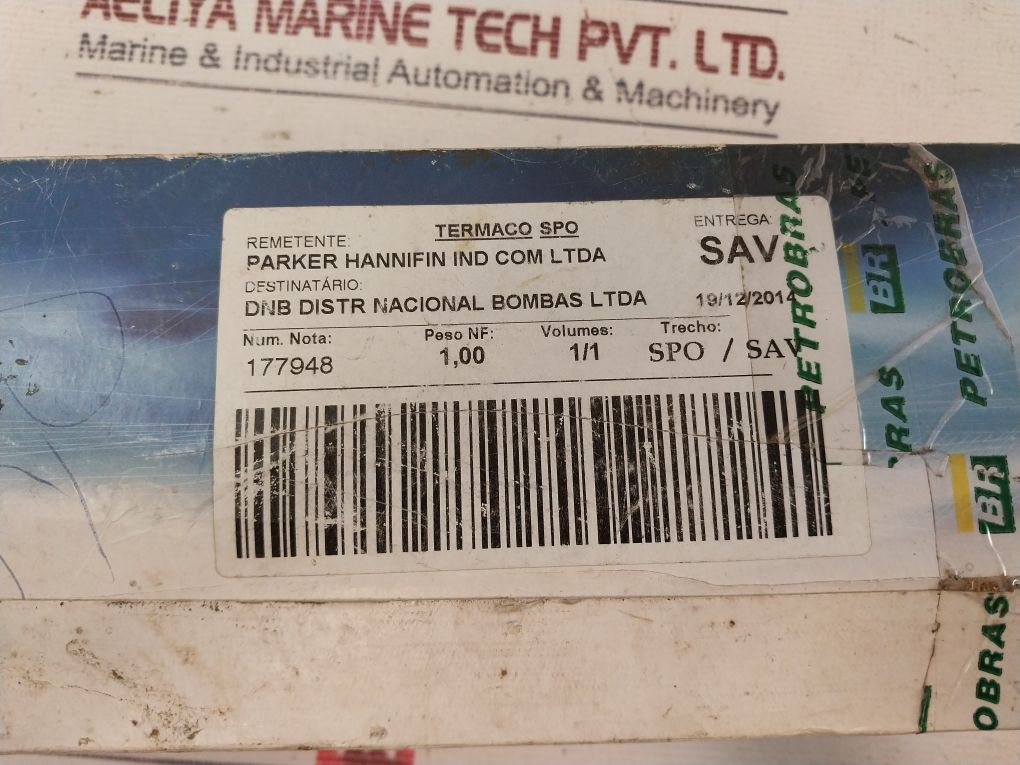 AELIYA MARINE TECH PVT. LTD.
Marine & Industrial Automation & Machinery
TERMACO SPO
ENTREGA:
REMETENTE:
SAV
PARKER HANNIFIN IND COM LTDA
DESTINATÁRIO:
DNB DISTR NACIONAL BOMBAS LTDA 19/12/2014
Num. Nota: Peso NF: Volumes: Trecho:
177948 1,00 1/1 SPO / SAV
PETROBRAS
BR
RAS
PETROBRAS
BR
OBRAS